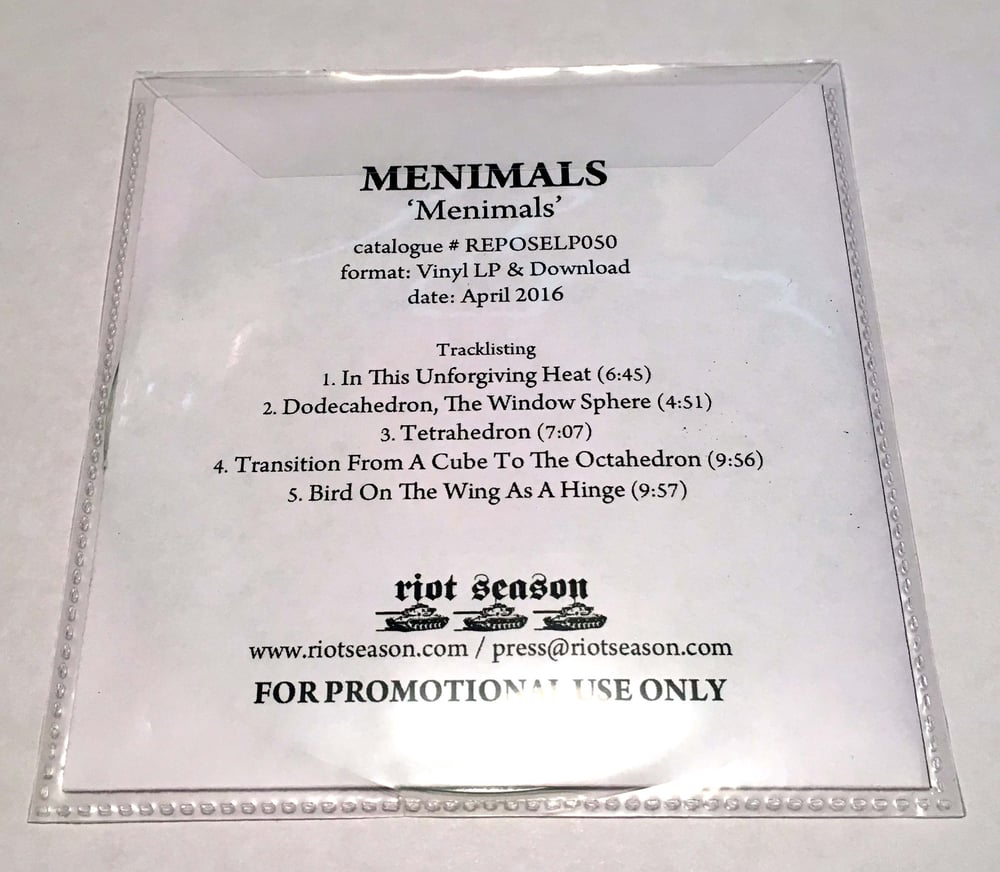 MENIMALS
‘Menimals’
catalogue # REPOSELP050
format: Vinyl LP & Download
date: April 2016
Tracklisting
1. In This Unforgiving Heat (6:45)
2. Dodecahedron, The Window Sphere (4:51)
3. Tetrahedron (7:07)
4. Transition From A Cube To The Octahedron (9:56)
5. Bird On The Wing As A Hinge (9:57)
riot season
www.riotseason.com / press@riotseason.com
FOR PROMOTIONAL USE ONLY